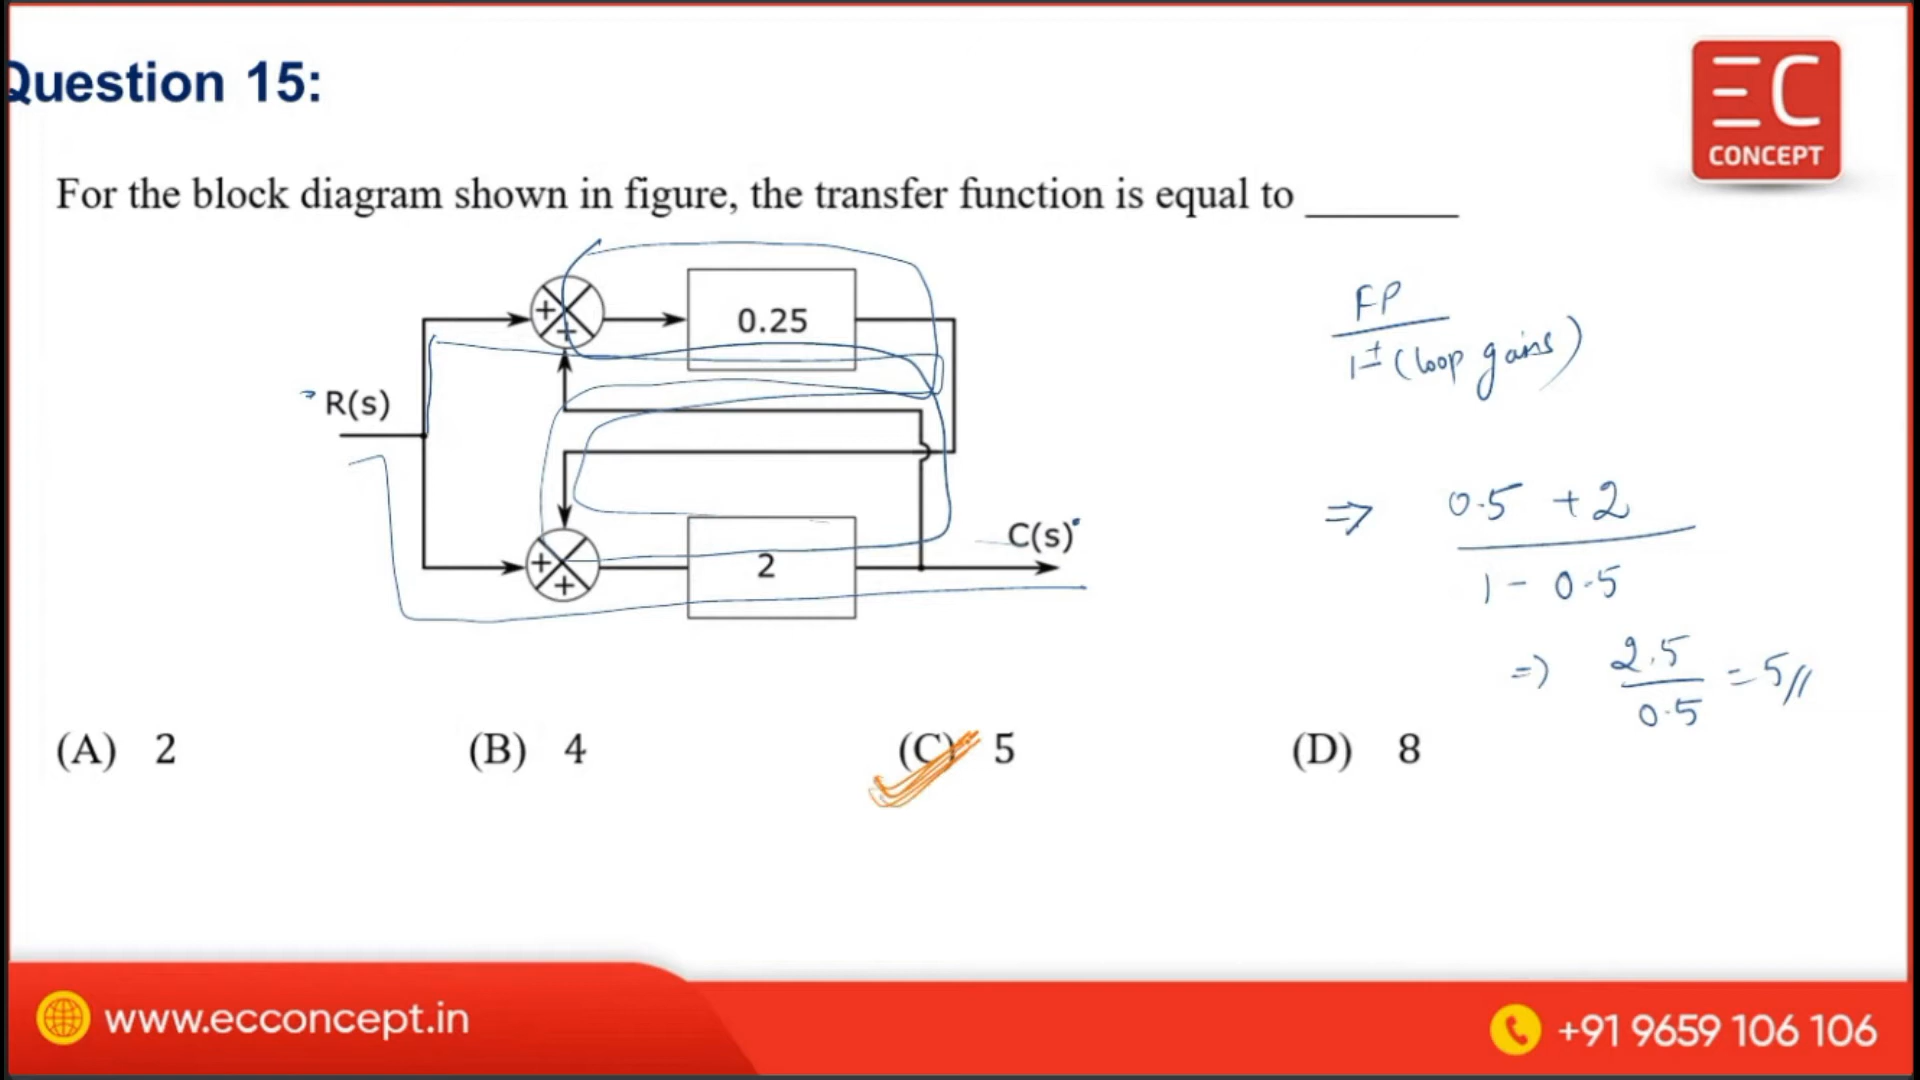 Question 15:
EC
CONCEPT
For the block diagram shown in figure, the transfer function is equal to ________
+
+
0.25
R(s)
+
+
2
C(s)
FP
1 ± (loop gains)
⇒ 0.5 + 2
1 - 0.5
⇒ 2.5
0.5
= 5//
(A) 2
(B) 4
(C) 5
(D) 8
www.ecconcept.in
+91 9659 106 106